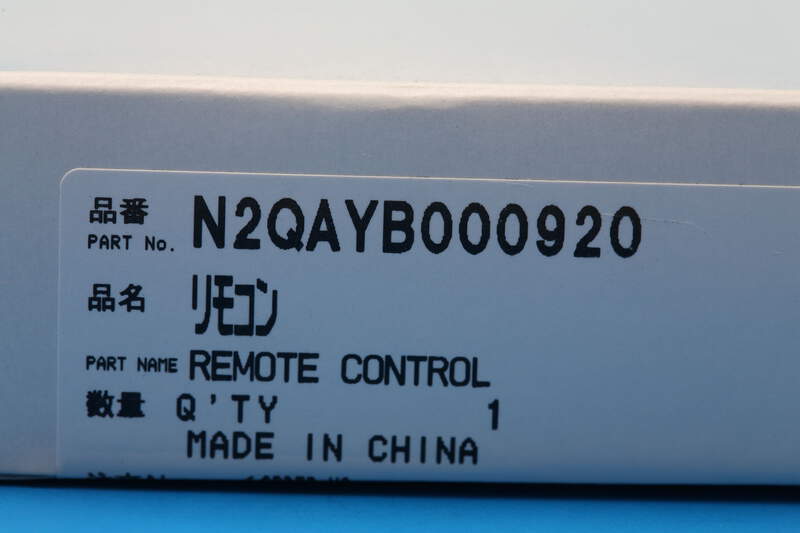 品番
PART No. N2QAYB000920
品名 リモコン
PART NAME REMOTE CONTROL
数量 Q'TY 1
MADE IN CHINA